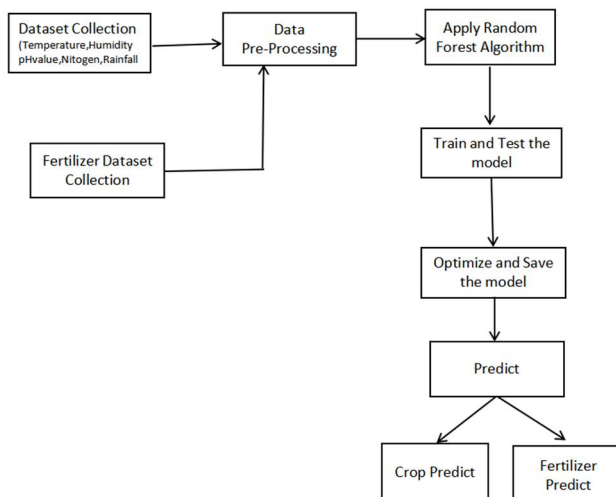 Dataset Collection
(Temperature,Humidity
pHvalue,Nitogen,Rainfall
Data
Pre-Processing
Apply Random
Forest Algorithm
Fertilizer Dataset
Collection
Train and Test the
model
Optimize and Save
the model
Predict
Crop Predict
Fertilizer
Predict